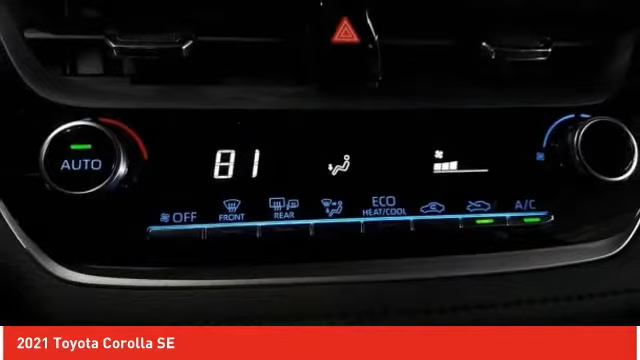 AUTO
81
OFF
FRONT
REAR
ECO
HEAT/COOL
A/C
2021 Toyota Corolla SE